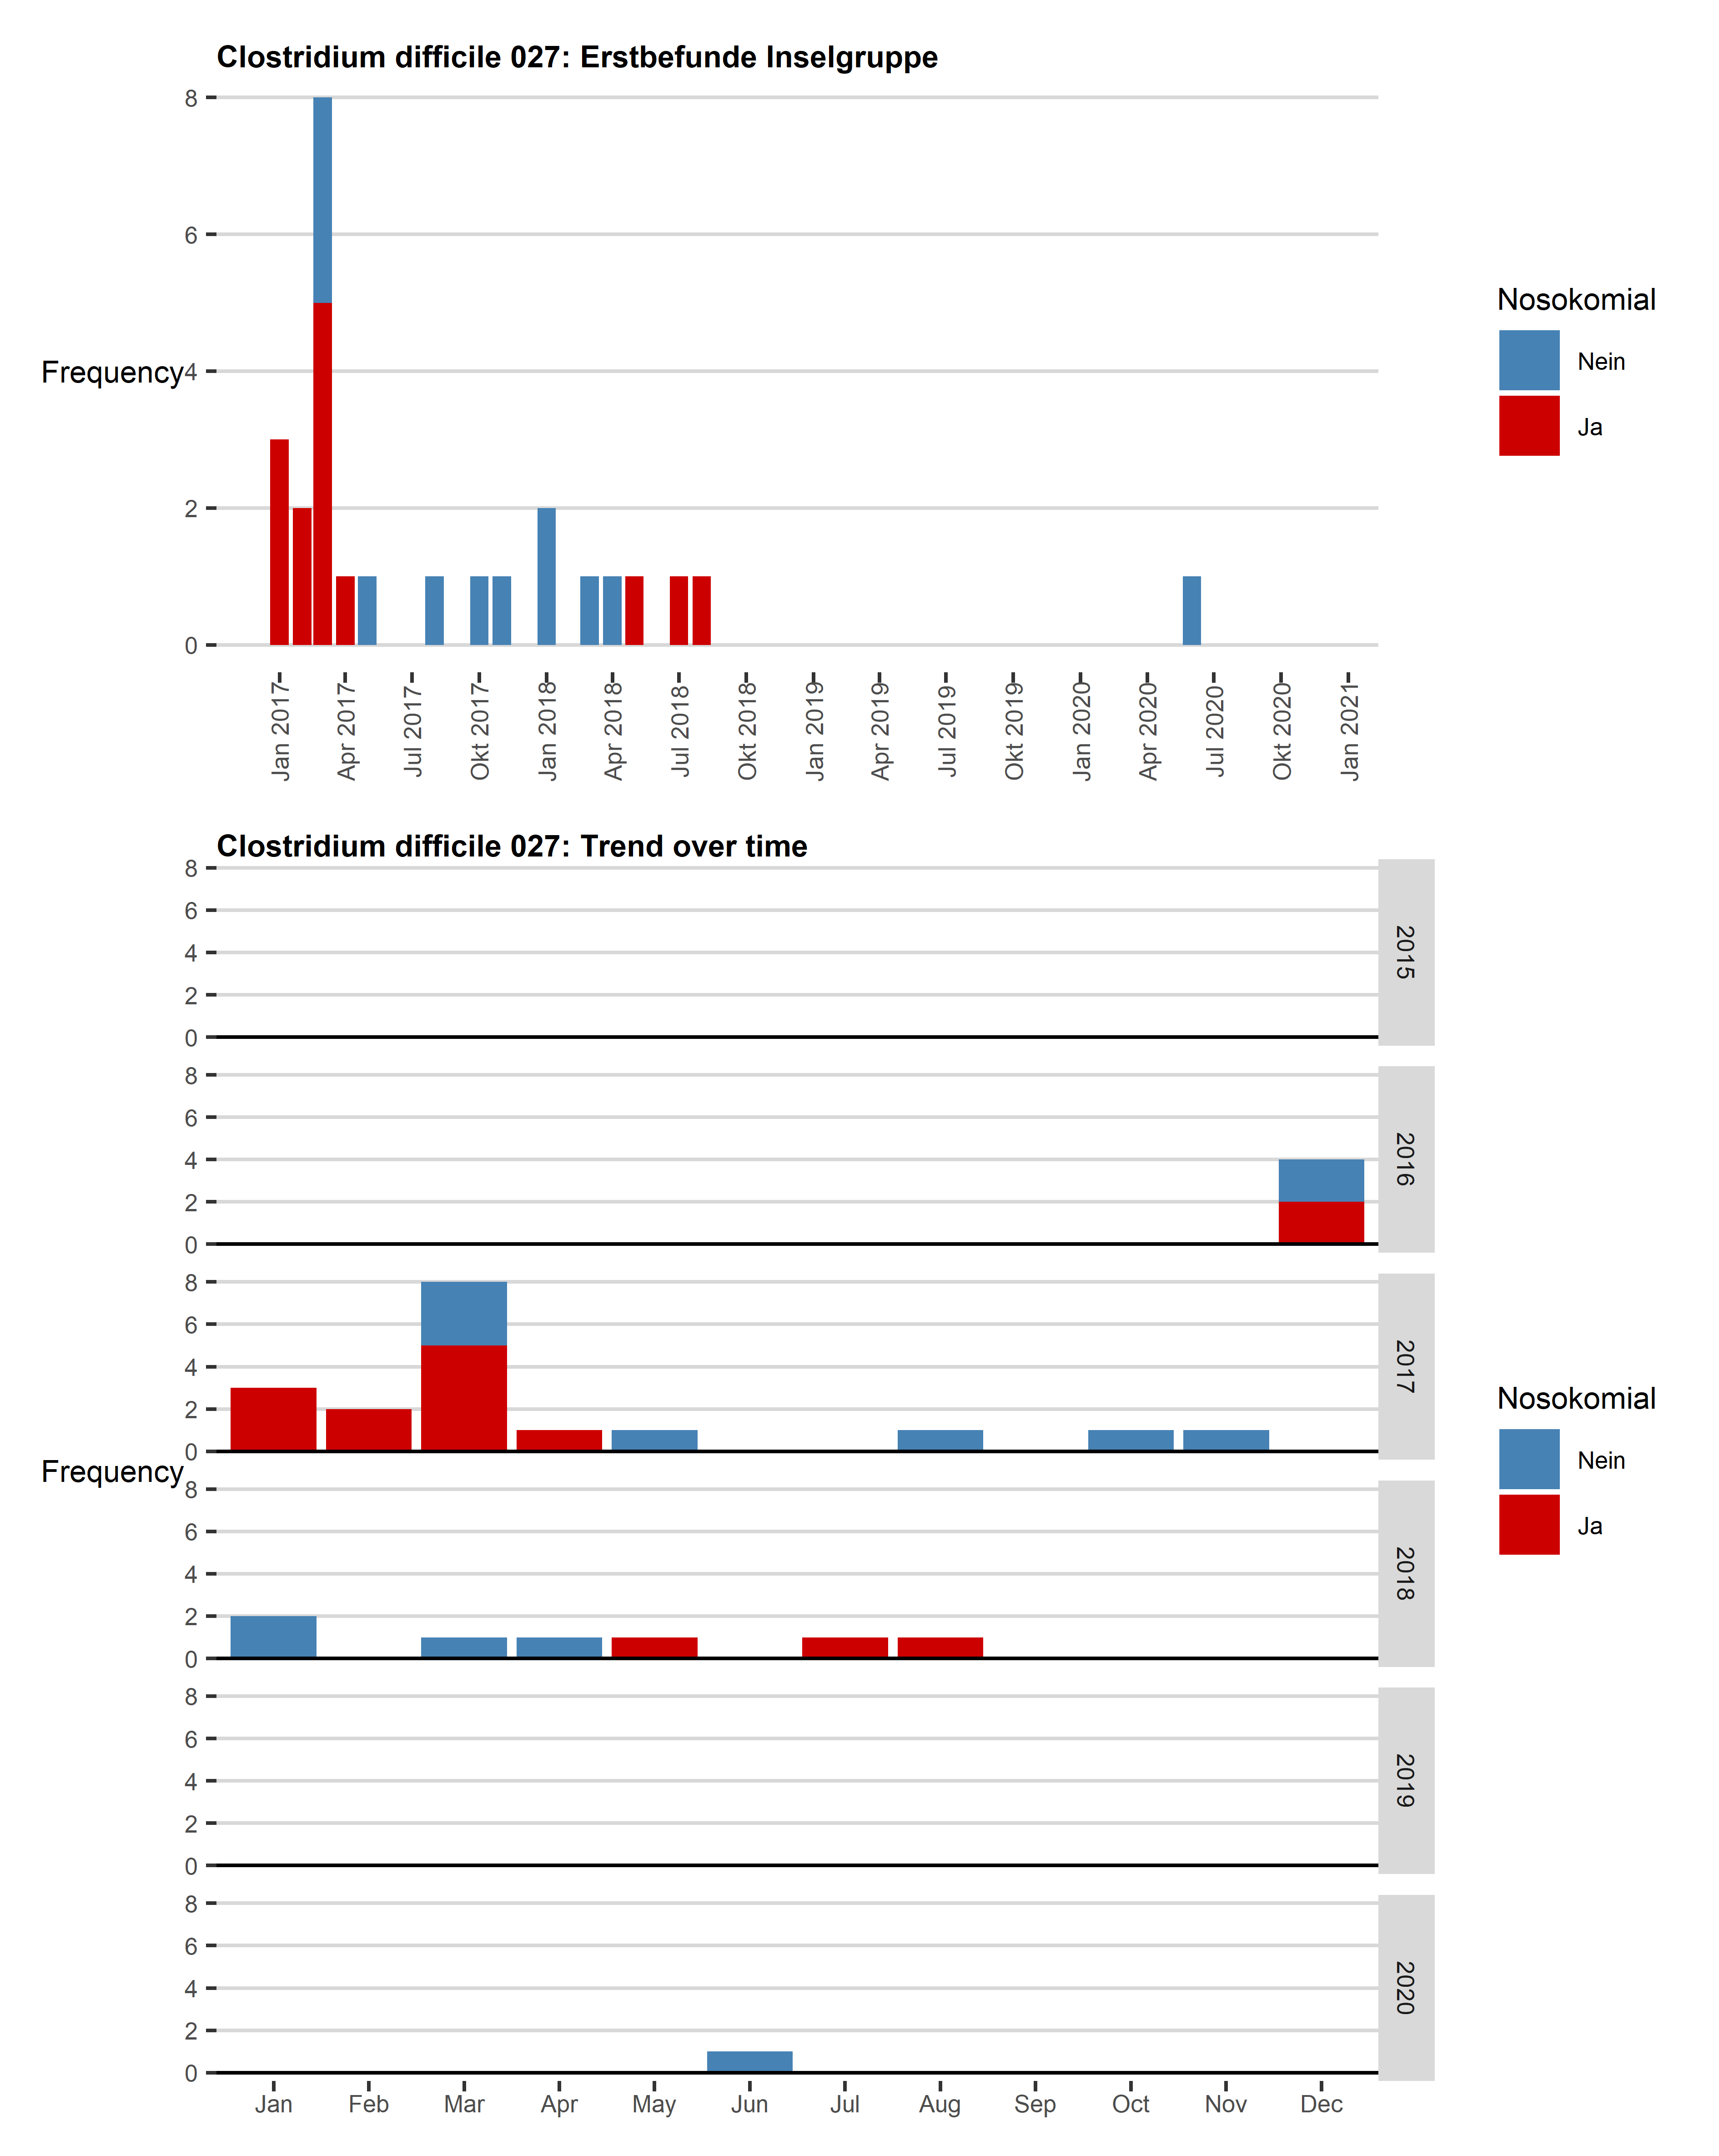 Clostridium difficile 027: Erstbefunde Inselgruppe
8
6
Frequency 4
2
0
Jan 2017
Apr 2017
Jul 2017
Okt 2017
Jan 2018
Apr 2018
Jul 2018
Okt 2018
Jan 2019
Apr 2019
Jul 2019
Okt 2019
Jan 2020
Apr 2020
Jul 2020
Okt 2020
Jan 2021
Nosokomial
Nein
Ja
Clostridium difficile 027: Trend over time
8
6
4
2
0
2015
8
6
4
2
0
2016
8
6
4
2
0
2017
Frequency
8
6
4
2
0
2018
8
6
4
2
0
2019
8
6
4
2
0
2020
Jan Feb Mar Apr May Jun Jul Aug Sep Oct Nov Dec
Nosokomial
Nein
Ja